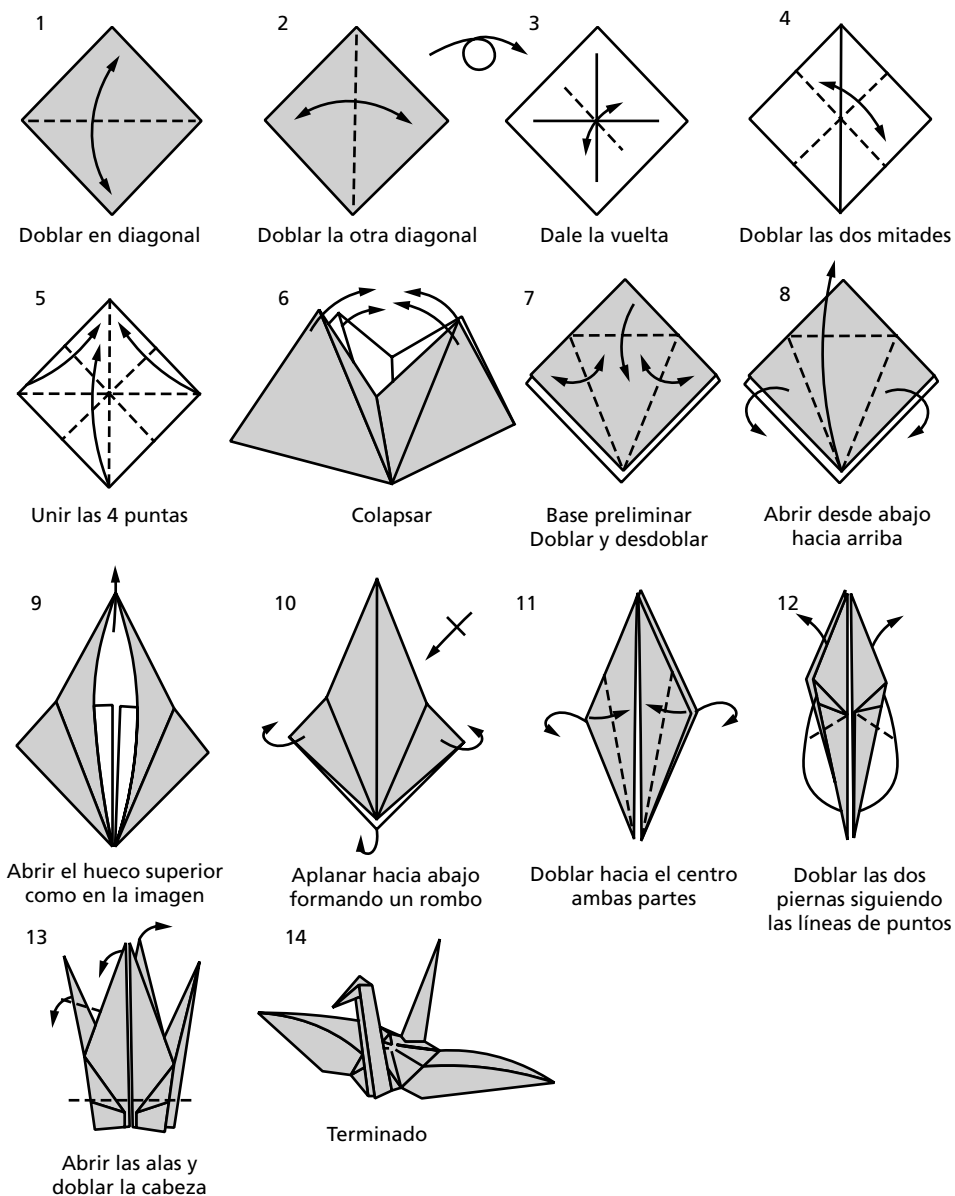 1
Doblar en diagonal
2
Doblar la otra diagonal
3
Dale la vuelta
4
Doblar las dos mitades
5
Unir las 4 puntas
6
Colapsar
7
Base preliminar
Doblar y desdoblar
8
Abrir desde abajo
hacia arriba
9
Abrir el hueco superior
como en la imagen
10
Aplanar hacia abajo
formando un rombo
11
Doblar hacia el centro
ambas partes
12
Doblar las dos
piernas siguiendo
las líneas de puntos
13
Abrir las alas y
doblar la cabeza
14
Terminado